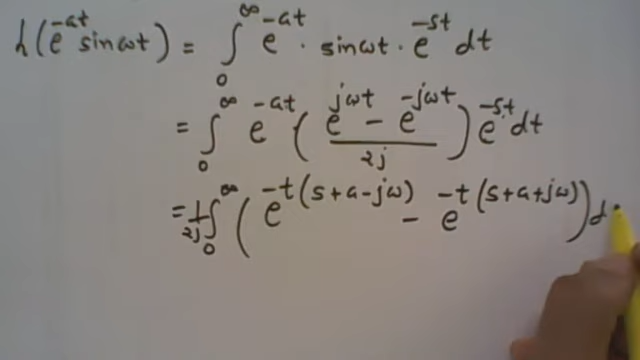 L(e^{-at} sinωt) = ∫_0^∞ e^{-at} · sinωt · e^{-st} dt
= ∫_0^∞ e^{-at} ( (e^{jωt} - e^{-jωt}) / 2j ) e^{-st} dt
= 1/2j ∫_0^∞ ( e^{-t(s+a-jω)} - e^{-t(s+a+jω)} ) d